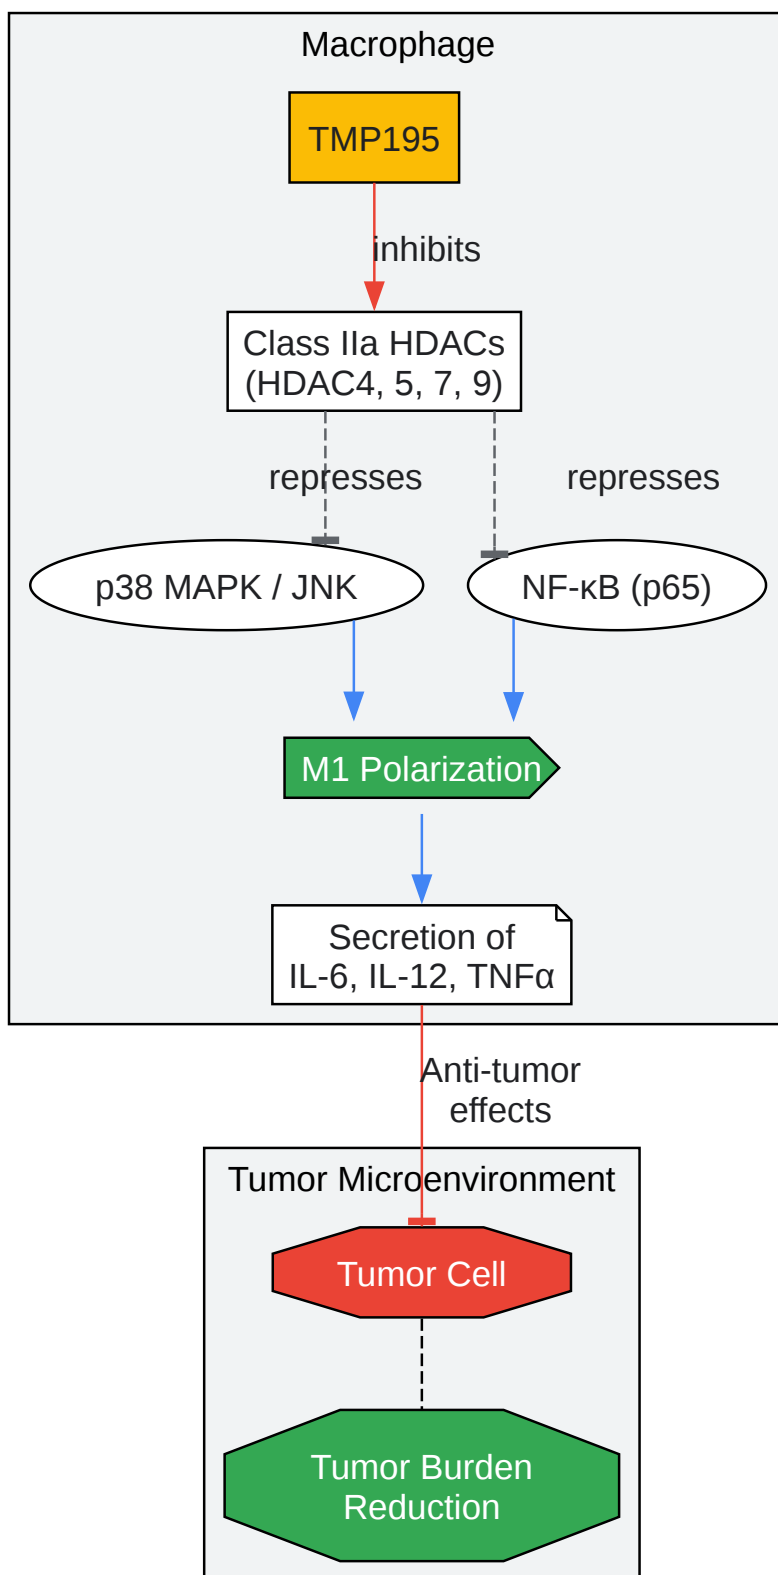 Macrophage
TMP195
inhibits
Class IIa HDACs
(HDAC4, 5, 7, 9)
represses
represses
p38 MAPK / JNK
NF-κB (p65)
M1 Polarization
Secretion of
IL-6, IL-12, TNFα
Anti-tumor
effects
Tumor Microenvironment
Tumor Cell
Tumor Burden
Reduction